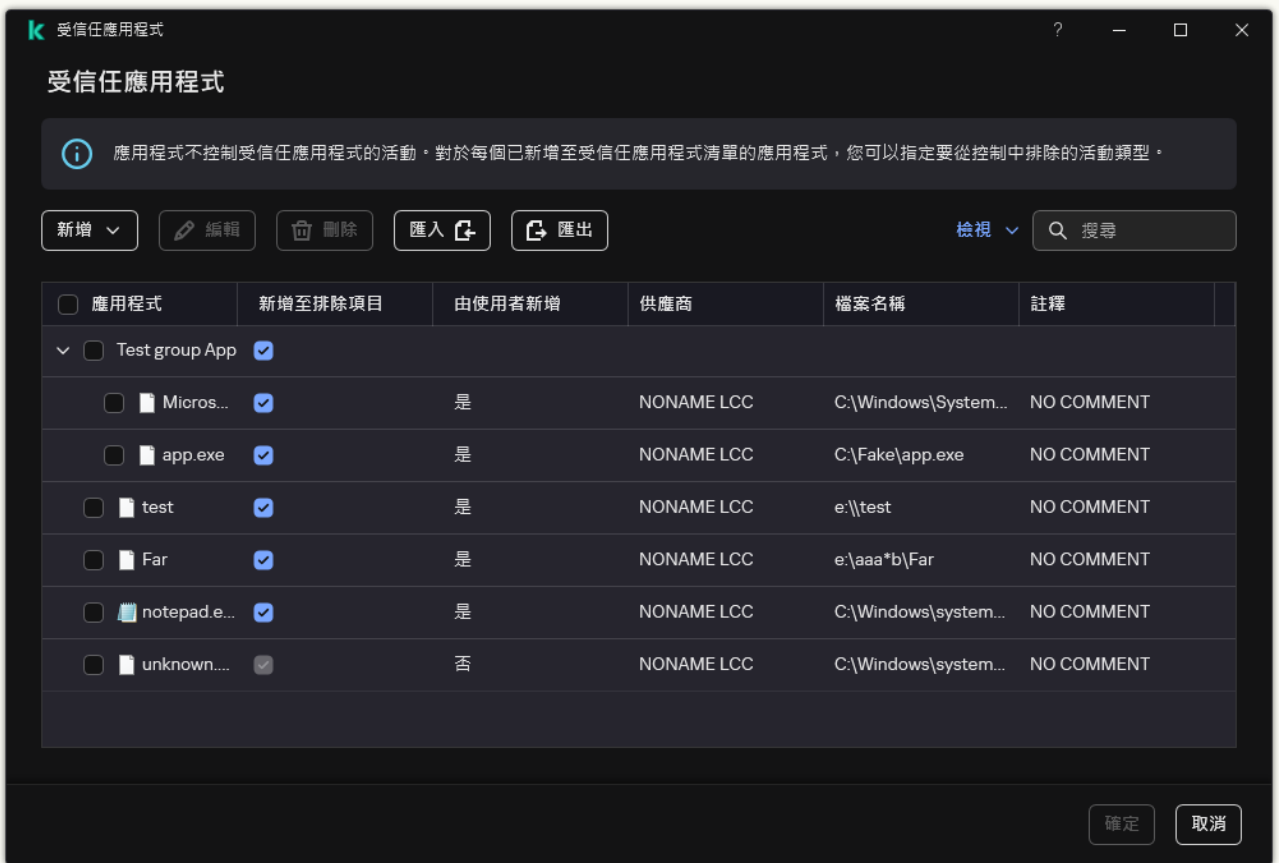 受信任應用程式
受信任應用程式
應用程式不控制受信任應用程式的活動。對於每個已新增至受信任應用程式清單的應用程式，您可以指定要從控制中排除的活動類型。
新增 編輯 刪除 匯入 匯出 檢視 搜尋
應用程式 新增至排除項目 由使用者新增 供應商 檔案名稱 註釋
Test group App
Micros... 是 NONAME LCC C:\Windows\System... NO COMMENT
app.exe 是 NONAME LCC C:\Fake\app.exe NO COMMENT
test 是 NONAME LCC e:\\test NO COMMENT
Far 是 NONAME LCC e:\aaa*b\Far NO COMMENT
notepad.e... 是 NONAME LCC C:\Windows\system... NO COMMENT
unknown.... 否 NONAME LCC C:\Windows\system... NO COMMENT
確定 取消